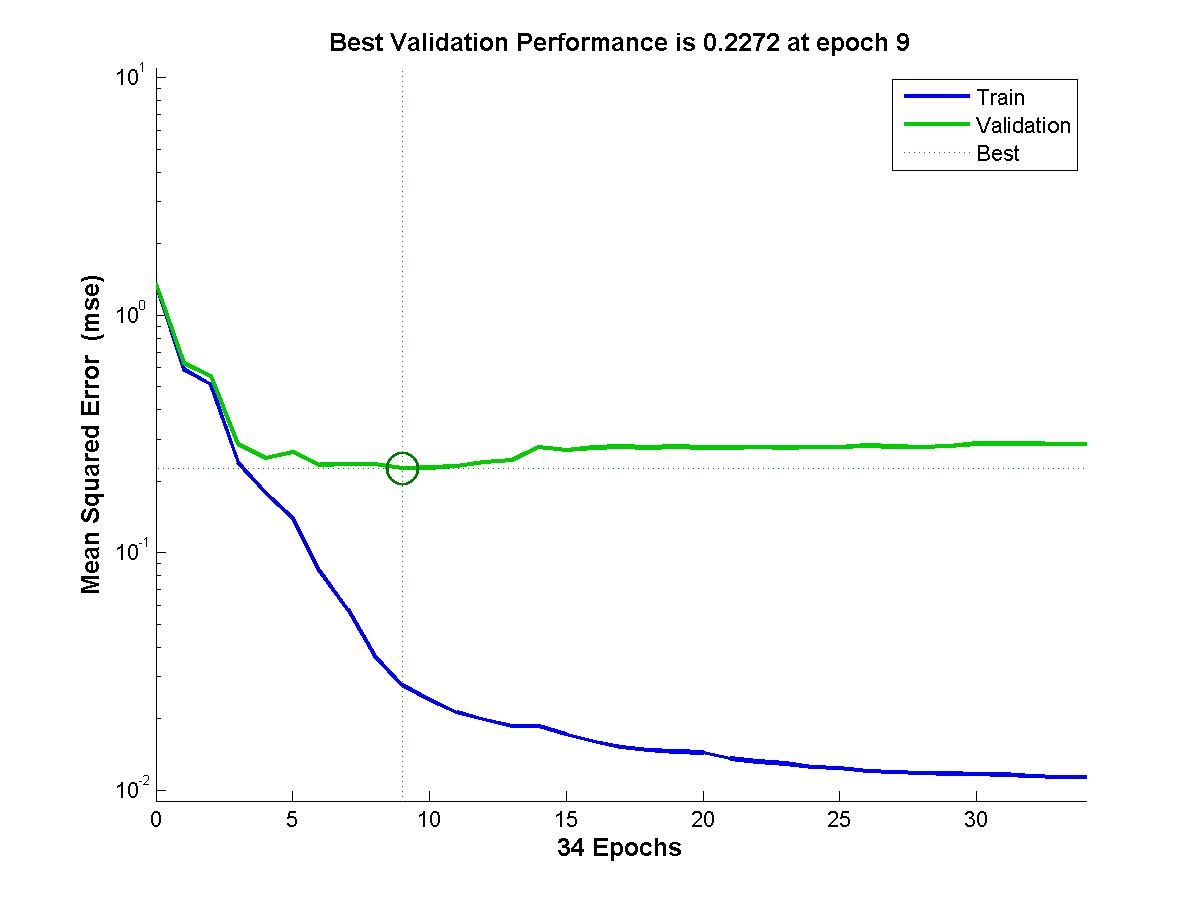 Best Validation Performance is 0.2272 at epoch 9
Train
Validation
Best
Mean Squared Error (mse)
10^1
10^0
10^-1
10^-2
0 5 10 15 20 25 30
34 Epochs